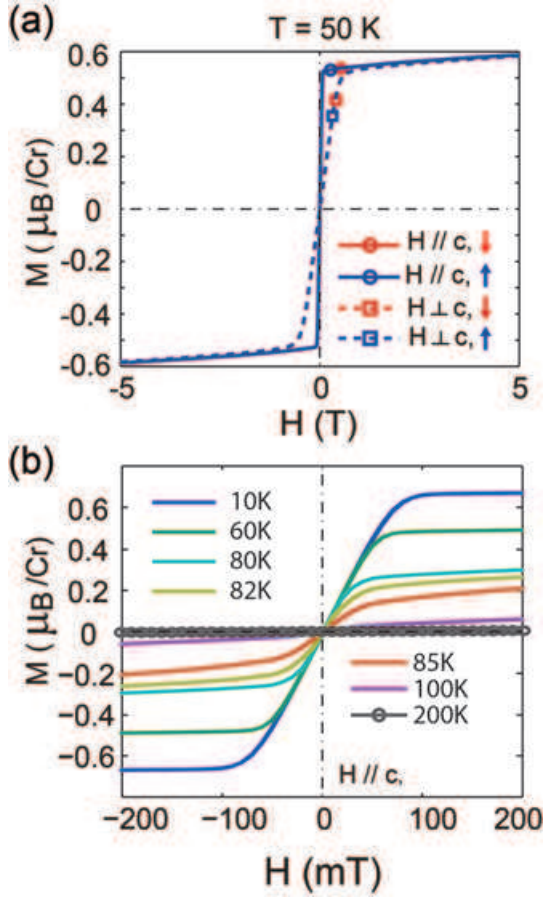 (a)
T = 50 K
M ( μB/Cr)
0.6
0.4
0.2
0
-0.2
-0.4
-0.6
H // c, ↓
H // c, ↑
H ⊥ c, ↓
H ⊥ c, ↑
-5
0
5
H (T)
(b)
M ( μB/Cr)
0.6
0.4
0.2
0
−0.2
−0.4
−0.6
10K
60K
80K
82K
85K
100K
200K
H // c,
−200
−100
0
100
200
H (mT)